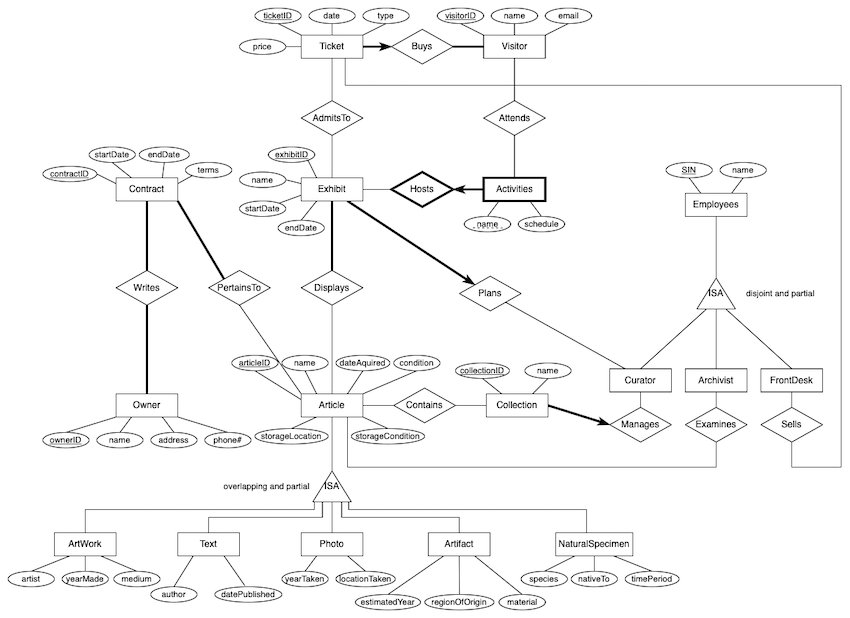 ticketID
date
type
visitorID
name
email
price
Ticket
Buys
Visitor
AdmitsTo
Attends
startDate
endDate
contractID
terms
Contract
exhibitID
name
startDate
endDate
Exhibit
Hosts
Activities
name
schedule
SIN
name
Employees
Writes
PertainsTo
Displays
Plans
ISA
disjoint and partial
articleID
name
dateAquired
condition
collectionID
name
Curator
Archivist
FrontDesk
Owner
Article
Contains
Collection
Manages
Examines
Sells
ownerID
name
address
phone#
storageLocation
storageCondition
overlapping and partial
ISA
ArtWork
Text
Photo
Artifact
NaturalSpecimen
artist
yearMade
medium
author
datePublished
yearTaken
locationTaken
estimatedYear
regionOfOrigin
material
species
nativeTo
timePeriod